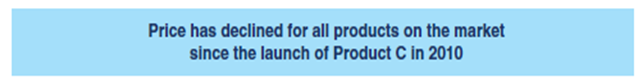 Price has declined for all products on the market
since the launch of Product C in 2010